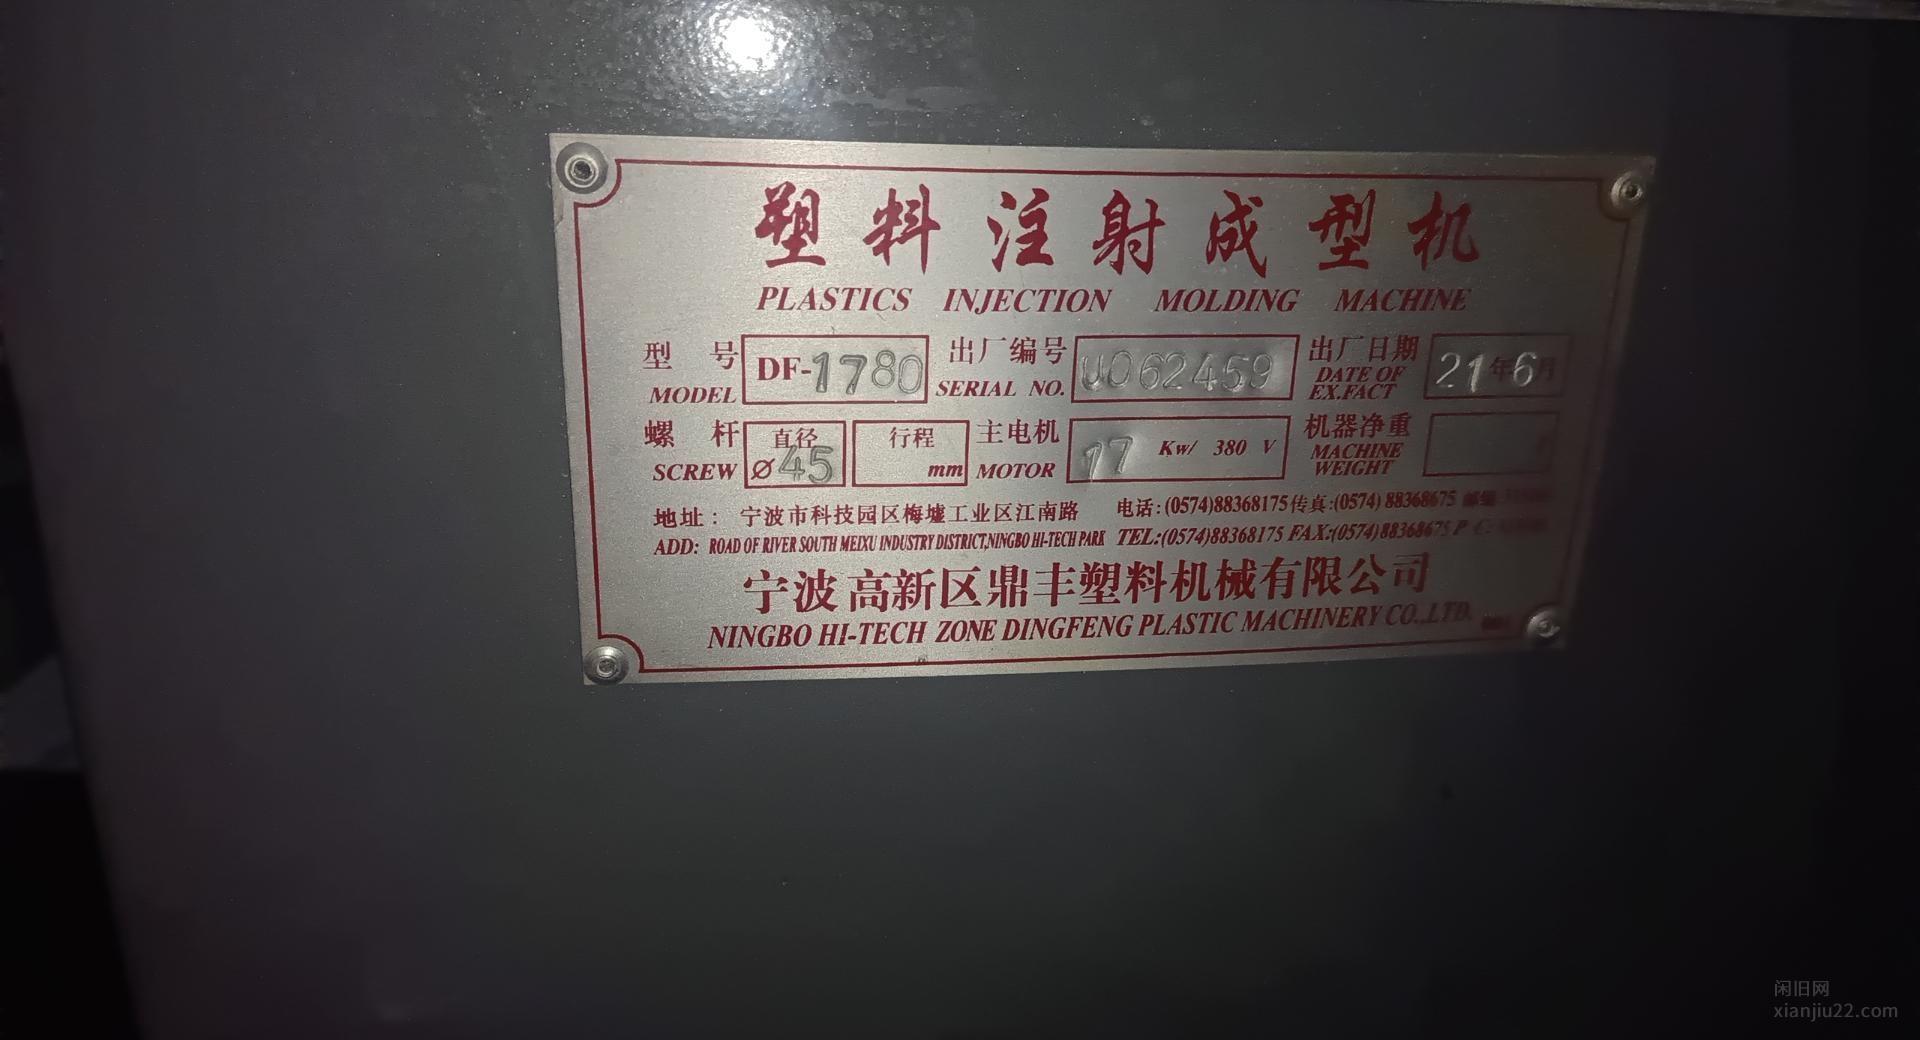 塑料注射成型机
PLASTICS INJECTION MOLDING MACHINE
型号 DF-1780 出厂编号 U062459 出厂日期 21年6月
MODEL SERIAL NO. DATE OF EX.FACT
螺杆 直径 Ø45 行程 mm 主电机 17 Kw/ 380 V 机器净重
SCREW MOTOR MACHINE WEIGHT
地址： 宁波市科技园区梅墟工业区江南路 电话:(0574)88368175 传真:(0574) 88368675 邮编
ADD: ROAD OF RIVER SOUTH MEIXU INDUSTRY DISTRICT,NINGBO HI-TECH PARK TEL:(0574)88368175 FAX:(0574)88368675 P C:
宁波高新区鼎丰塑料机械有限公司
NINGBO HI-TECH ZONE DINGFENG PLASTIC MACHINERY CO.,LTD.
闲旧网
xianjiu22.com